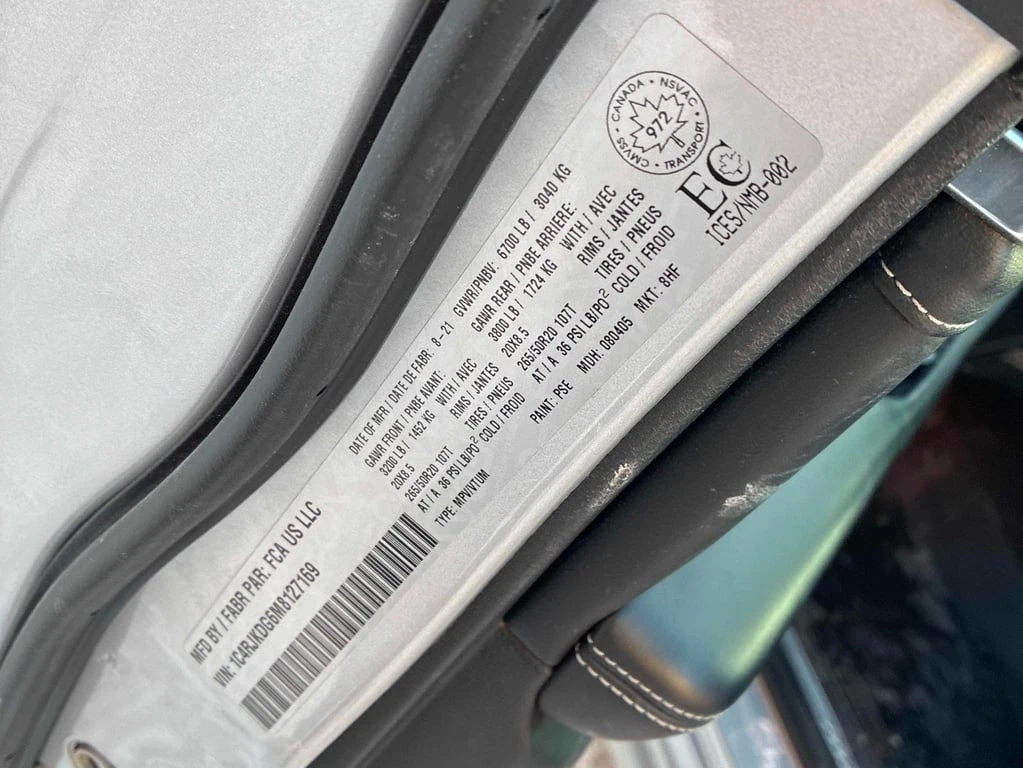 MFD BY / FABR PAR: FCA US LLC
DATE OF MFR / DATE DE FABR: 8-21 GVWR/PNBV: 6700 LB / 3040 KG
GAWR FRONT / PNBE AVANT: GAWR REAR / PNBE ARRIERE:
3200 LB / 1452 KG WITH / AVEC 3800 LB / 1724 KG WITH / AVEC
20X8.5 RIMS / JANTES 20X8.5 RIMS / JANTES
265/50R20 107T TIRES / PNEUS 265/50R20 107T TIRES / PNEUS
AT / A 36 PSI LB/PO² COLD / FROID AT / A 36 PSI LB/PO² COLD / FROID
VIN: 1C4RJKDG6M8127169
TYPE: MPV/VTUM PAINT: PSE MDH: 080405 MKT: 8HF
CANADA • NSVAC • TRANSPORT • CMVSS •
972
EC
ICES/NMB-002